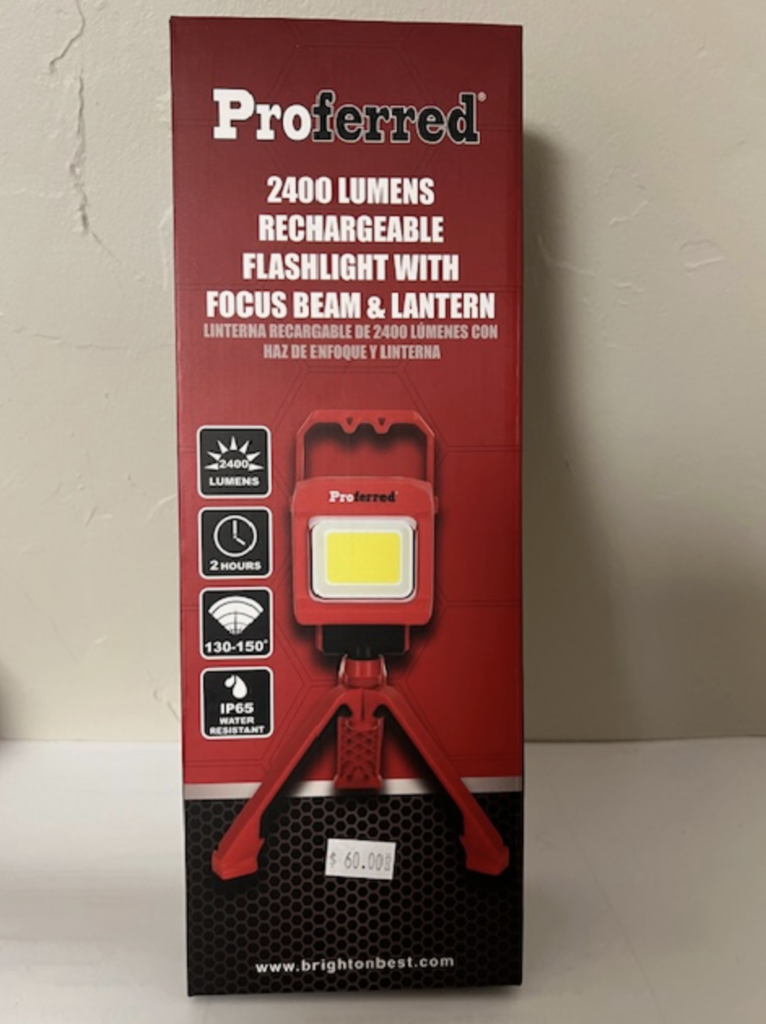 Proferred®
2400 LUMENS
RECHARGEABLE
FLASHLIGHT WITH
FOCUS BEAM & LANTERN
LINTERNA RECARGABLE DE 2400 LÚMENES CON
HAZ DE ENFOQUE Y LINTERNA
2400
LUMENS
2 HOURS
130-150°
IP65
WATER
RESISTANT
Proferred
$ 60.00
www.brightonbest.com